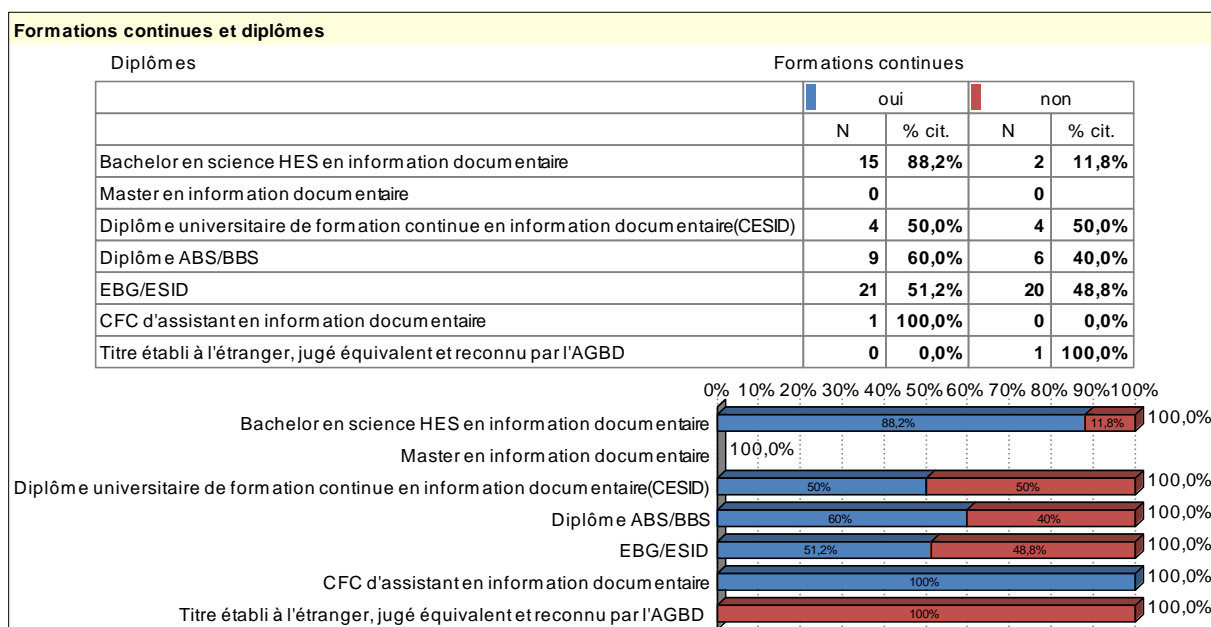 Formations continues et diplômes
Diplômes Formations continues
oui non
N % cit. N % cit.
Bachelor en science HES en information documentaire 15 88,2% 2 11,8%
Master en information documentaire 0 0
Diplôme universitaire de formation continue en information documentaire(CESID) 4 50,0% 4 50,0%
Diplôme ABS/BBS 9 60,0% 6 40,0%
EBG/ESID 21 51,2% 20 48,8%
CFC d'assistant en information documentaire 1 100,0% 0 0,0%
Titre établi à l'étranger, jugé équivalent et reconnu par l'AGBD 0 0,0% 1 100,0%
0% 10% 20% 30% 40% 50% 60% 70% 80% 90% 100%
Bachelor en science HES en information documentaire 88,2% 11,8% 100,0%
Master en information documentaire 100,0%
Diplôme universitaire de formation continue en information documentaire(CESID) 50% 50% 100,0%
Diplôme ABS/BBS 60% 40% 100,0%
EBG/ESID 51,2% 48,8% 100,0%
CFC d'assistant en information documentaire 100% 100,0%
Titre établi à l'étranger, jugé équivalent et reconnu par l'AGBD 100% 100,0%